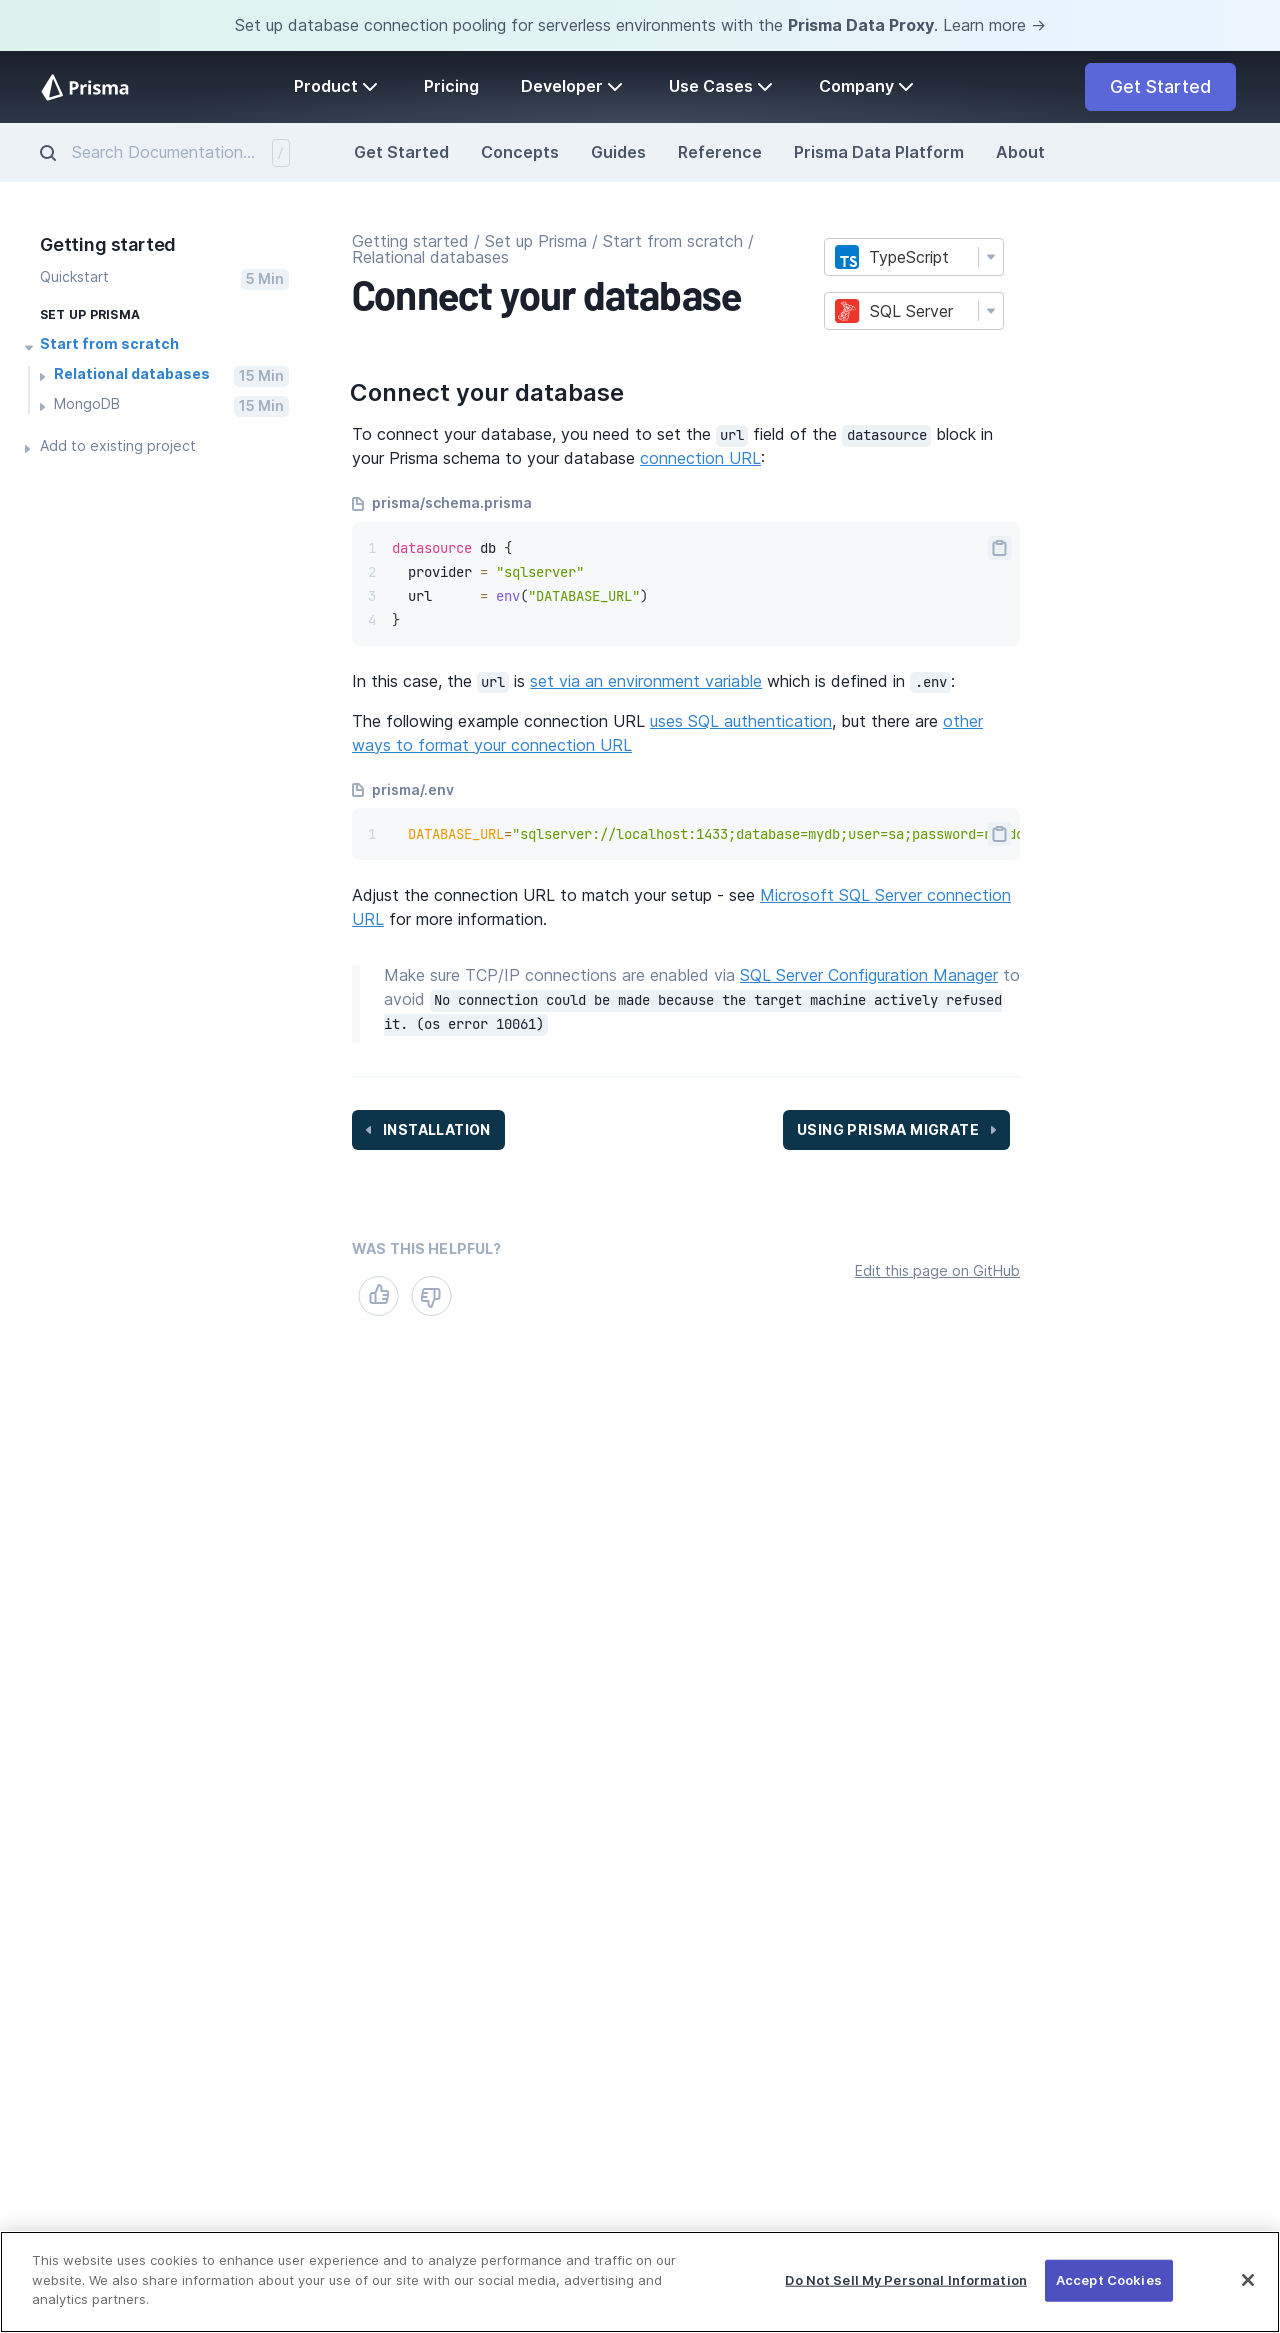 Set up database connection pooling for serverless environments with the Prisma Data Proxy. Learn more →
Prisma
Product
Pricing
Developer
Use Cases
Company
Get Started
Search Documentation...
/
Get Started
Concepts
Guides
Reference
Prisma Data Platform
About
Getting started
Quickstart
5 Min
SET UP PRISMA
Start from scratch
Relational databases
15 Min
MongoDB
15 Min
Add to existing project
Getting started / Set up Prisma / Start from scratch /
Relational databases
Connect your database
TS TypeScript
SQL Server
Connect your database
To connect your database, you need to set the url field of the datasource block in
your Prisma schema to your database connection URL:
prisma/schema.prisma
1 datasource db {
2   provider = "sqlserver"
3   url      = env("DATABASE_URL")
4 }
In this case, the url is set via an environment variable which is defined in .env:
The following example connection URL uses SQL authentication, but there are other
ways to format your connection URL
prisma/.env
1   DATABASE_URL="sqlserver://localhost:1433;database=mydb;user=sa;
Adjust the connection URL to match your setup - see Microsoft SQL Server connection
URL for more information.
Make sure TCP/IP connections are enabled via SQL Server Configuration Manager to
avoid No connection could be made because the target machine actively refused
it. (os error 10061)
INSTALLATION
USING PRISMA MIGRATE
WAS THIS HELPFUL?
Edit this page on GitHub
This website uses cookies to enhance user experience and to analyze performance and traffic on our
website. We also share information about your use of our site with our social media, advertising and
analytics partners.
Do Not Sell My Personal Information
Accept Cookies